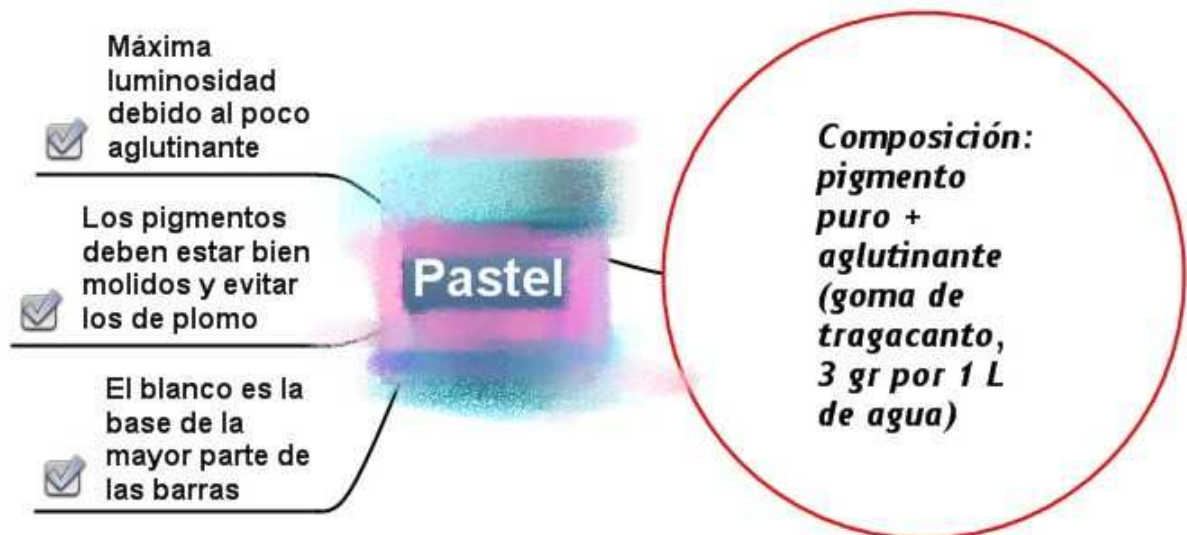 Máxima
luminosidad
debido al poco
aglutinante
Los pigmentos
deben estar bien
molidos y evitar
los de plomo
El blanco es la
base de la
mayor parte de
las barras
Pastel
Composición:
pigmento
puro +
aglutinante
(goma de
tragacanto,
3 gr por 1 L
de agua)